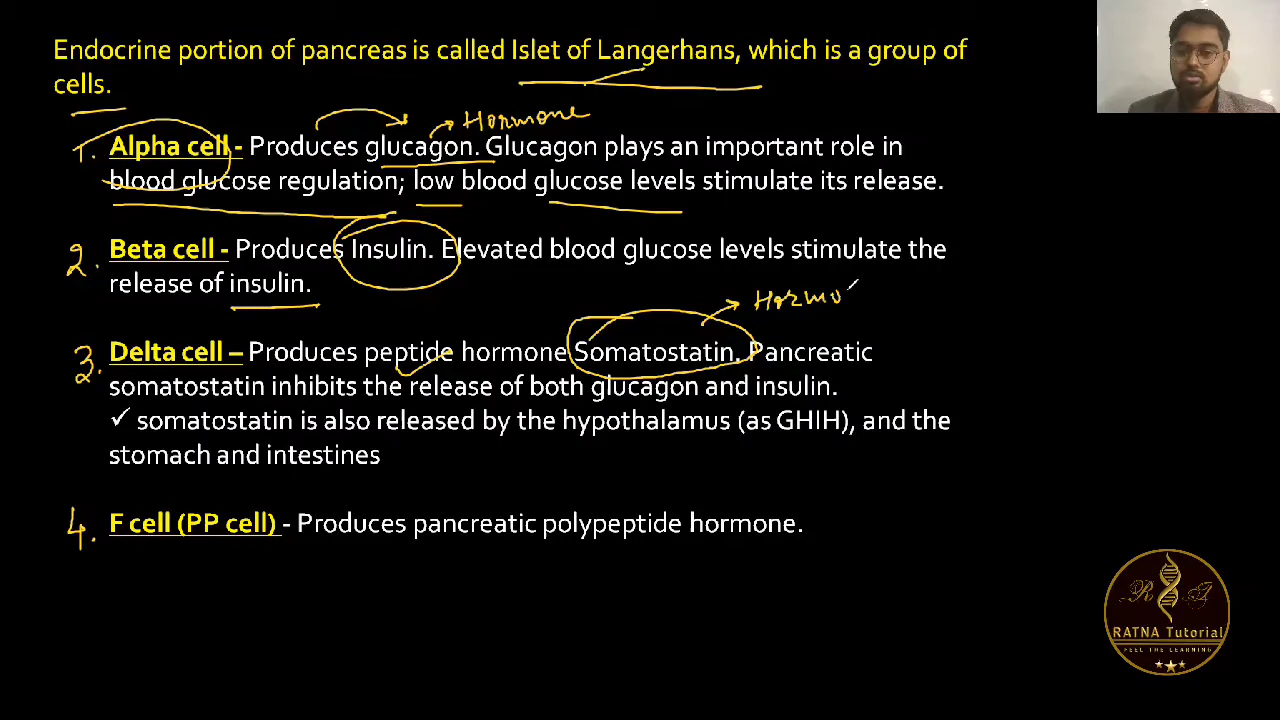 Endocrine portion of pancreas is called Islet of Langerhans, which is a group of
cells.
Hormone
1. Alpha cell - Produces glucagon. Glucagon plays an important role in
blood glucose regulation; low blood glucose levels stimulate its release.
2. Beta cell - Produces Insulin. Elevated blood glucose levels stimulate the
release of insulin.
Hormo
3. Delta cell – Produces peptide hormone Somatostatin. Pancreatic
somatostatin inhibits the release of both glucagon and insulin.
✓ somatostatin is also released by the hypothalamus (as GHIH), and the
stomach and intestines
4. F cell (PP cell) - Produces pancreatic polypeptide hormone.
RATNA Tutorial
FEEL THE LEARNING